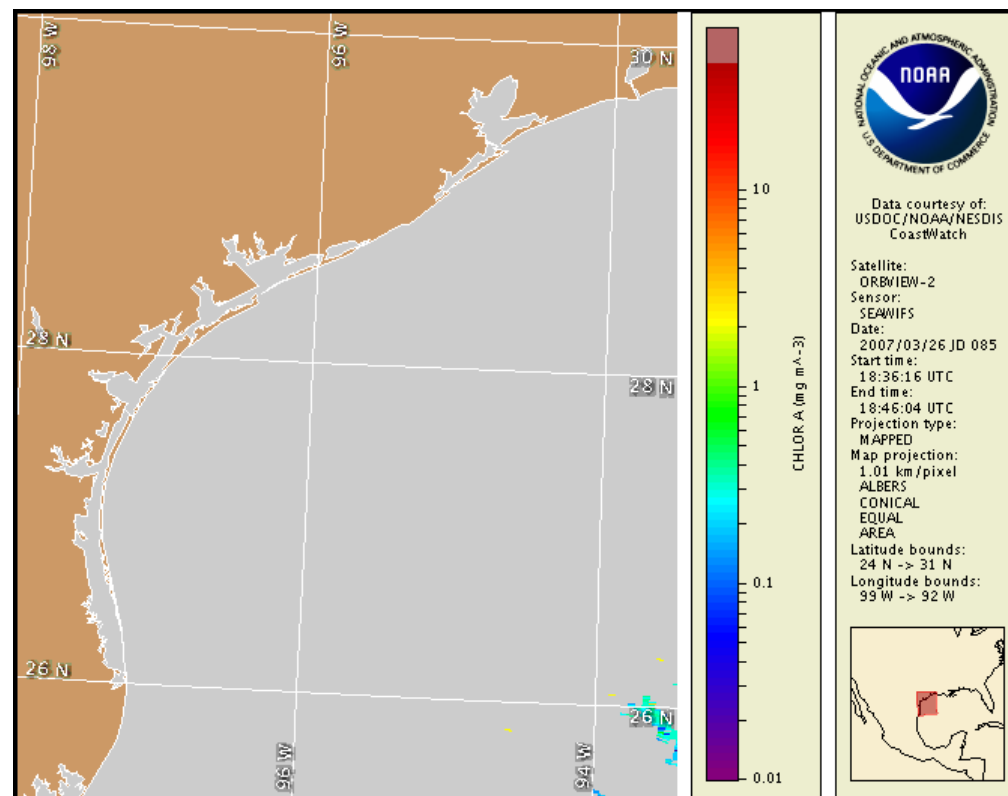 98 W
96 W
30 N
28 N
28 N
26 N
26 N
96 W
94 W
10
1
0.1
0.01
CHLOR A (mg m^-3)
NATIONAL OCEANIC AND ATMOSPHERIC ADMINISTRATION
NOAA
U.S. DEPARTMENT OF COMMERCE
Data courtesy of:
USDOC/NOAA/NESDIS
CoastWatch
Satellite:
ORBVIEW-2
Sensor:
SEAWIFS
Date:
2007/03/26 JD 085
Start time:
18:36:16 UTC
End time:
18:46:04 UTC
Projection type:
MAPPED
Map projection:
1.01 km/pixel
ALBERS
CONICAL
EQUAL
AREA
Latitude bounds:
24 N -> 31 N
Longitude bounds:
99 W -> 92 W